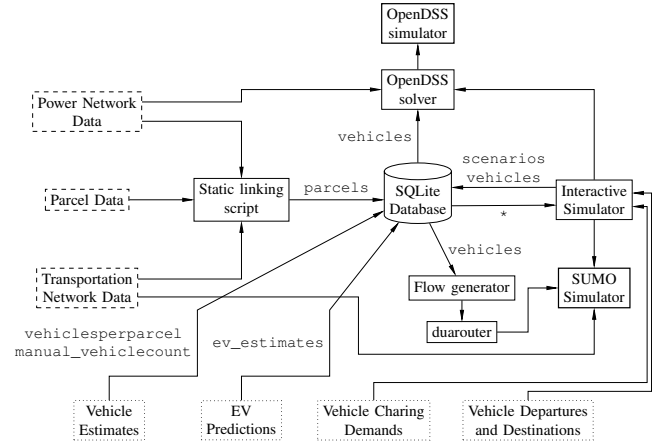 OpenDSS
simulator
OpenDSS
solver
Power Network
Data
vehicles
scenarios
vehicles
Parcel Data
Static linking
script
parcels
SQLite
Database
*
Interactive
Simulator
vehicles
Transportation
Network Data
Flow generator
SUMO
Simulator
duarouter
vehiclesperparcel
manual_vehiclecount
ev_estimates
Vehicle
Estimates
EV
Predictions
Vehicle Charing
Demands
Vehicle Departures
and Destinations